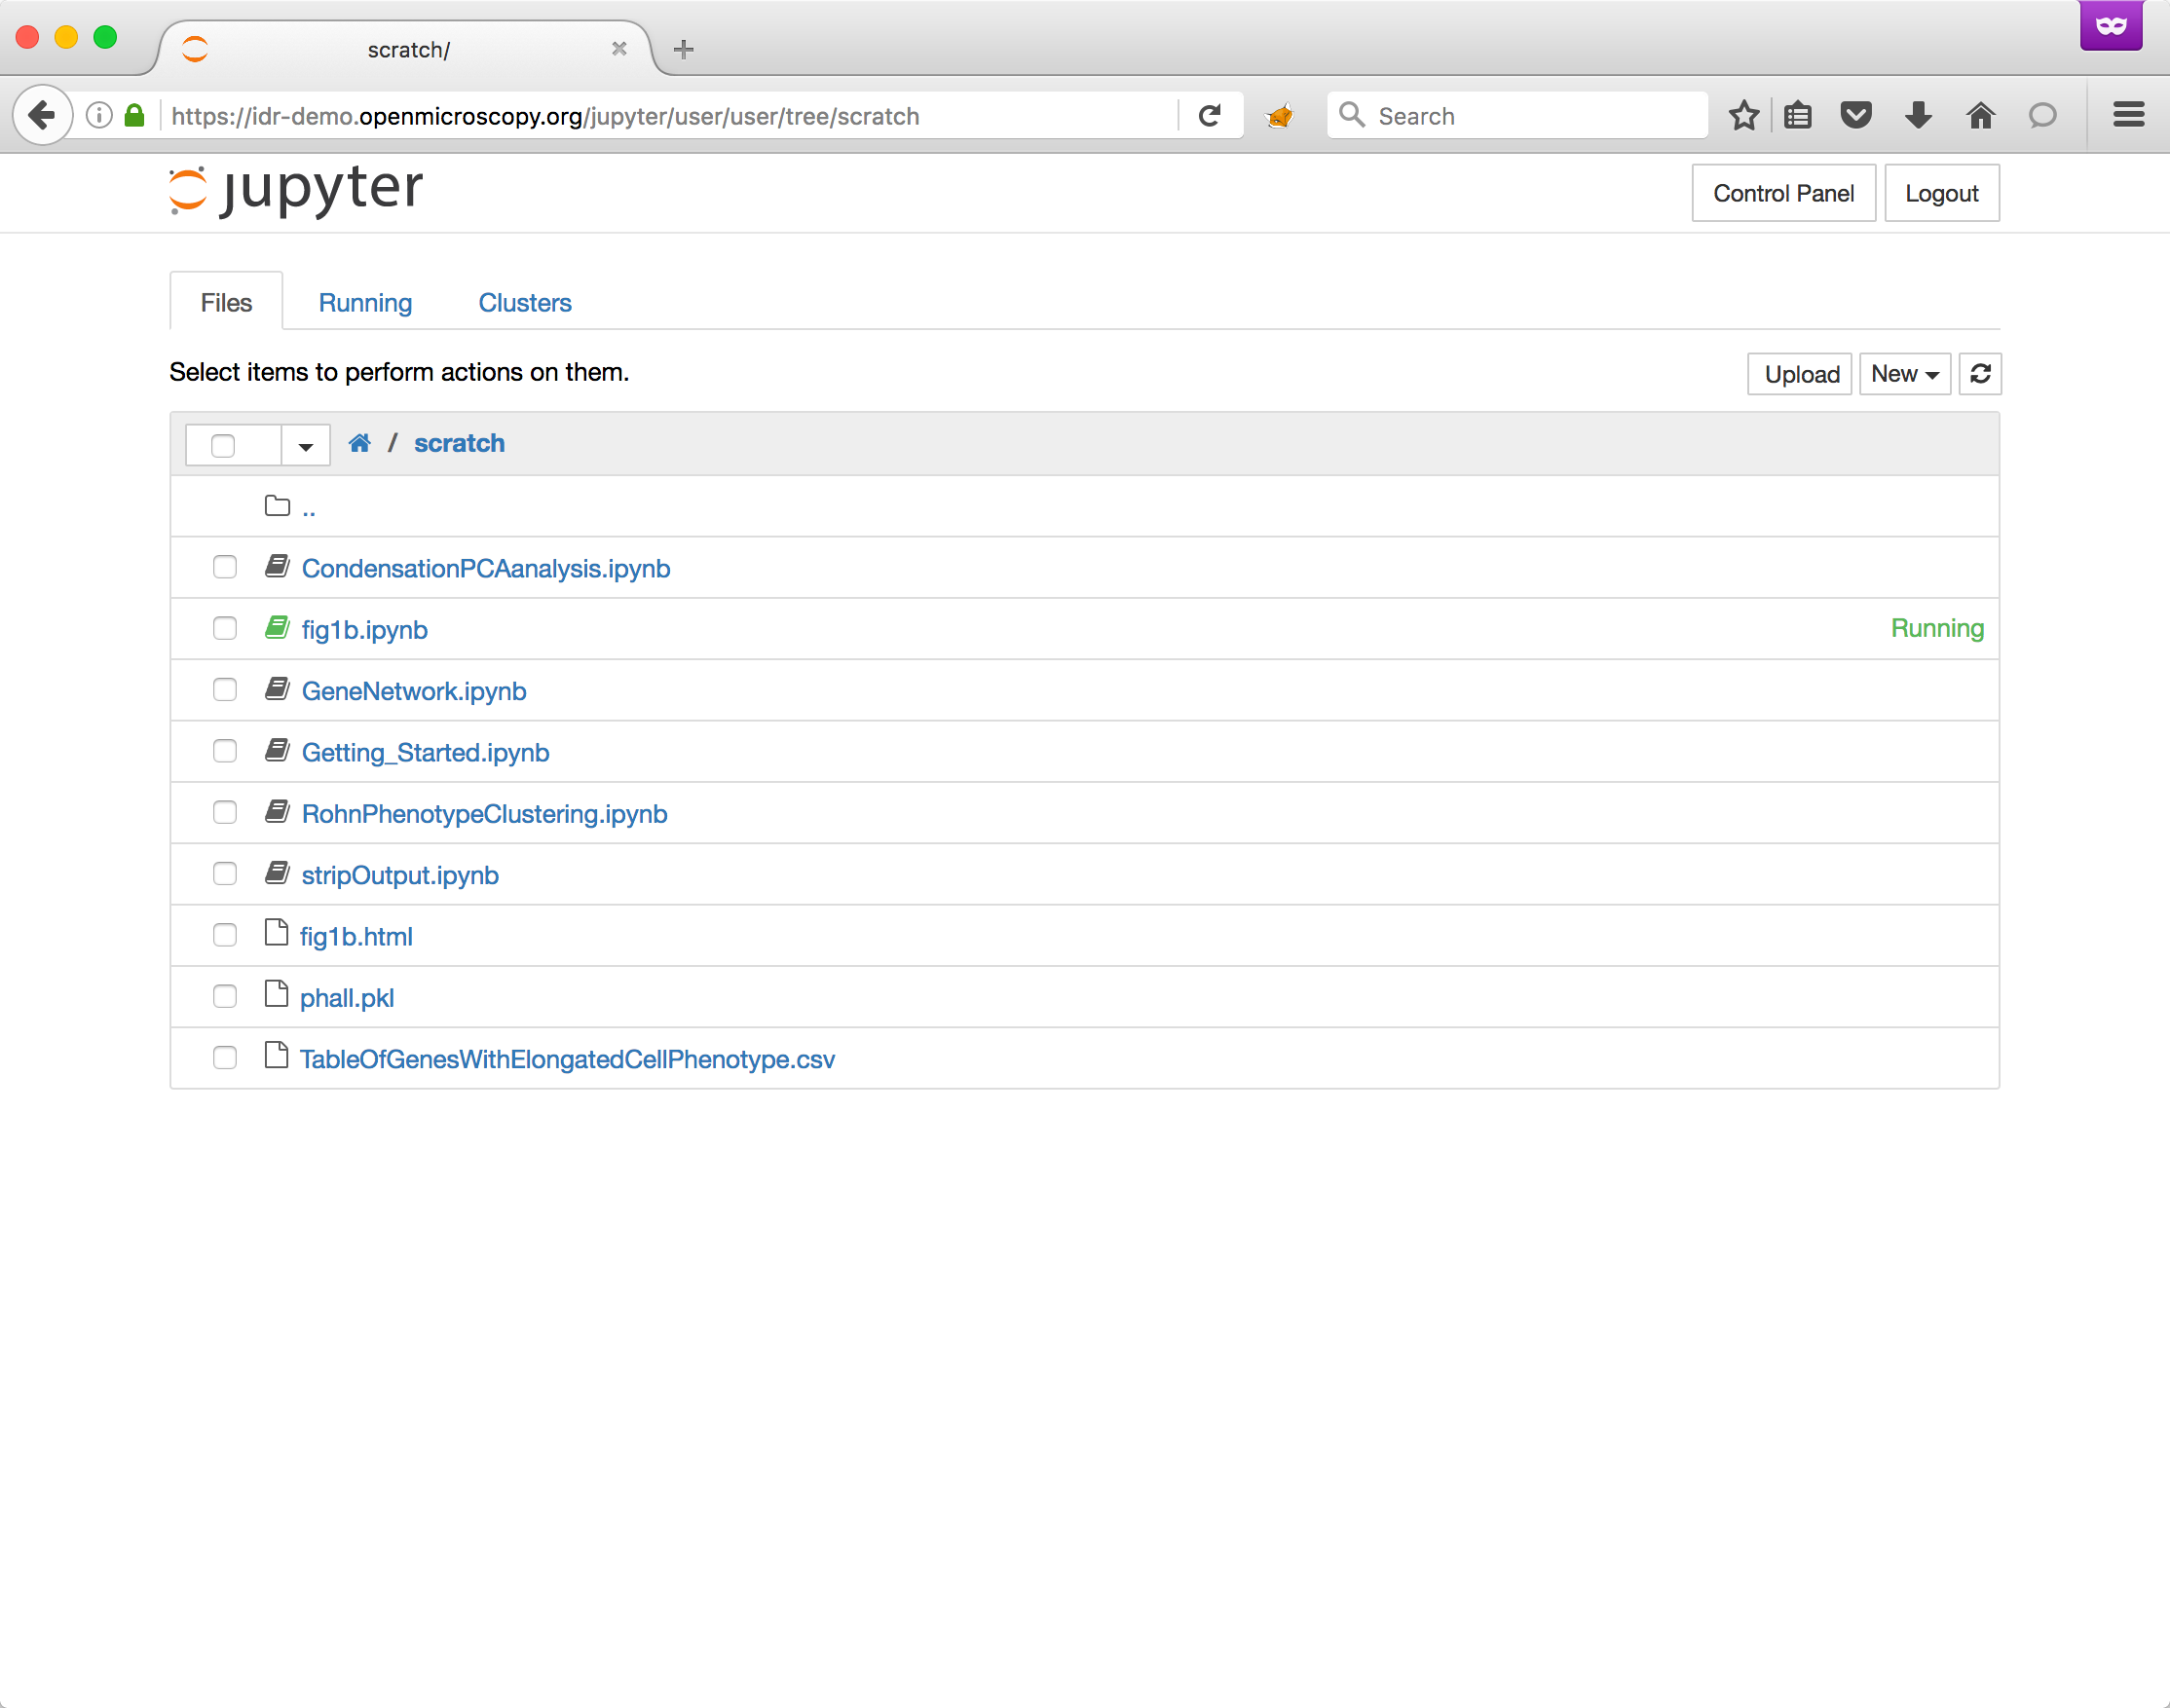 scratch/
https://idr-demo.openmicroscopy.org/jupyter/user/user/tree/scratch
Search
jupyter
Control Panel
Logout
Files
Running
Clusters
Select items to perform actions on them.
Upload
New
/ scratch
..
CondensationPCAanalysis.ipynb
fig1b.ipynb
Running
GeneNetwork.ipynb
Getting_Started.ipynb
RohnPhenotypeClustering.ipynb
stripOutput.ipynb
fig1b.html
phall.pkl
TableOfGenesWithElongatedCellPhenotype.csv